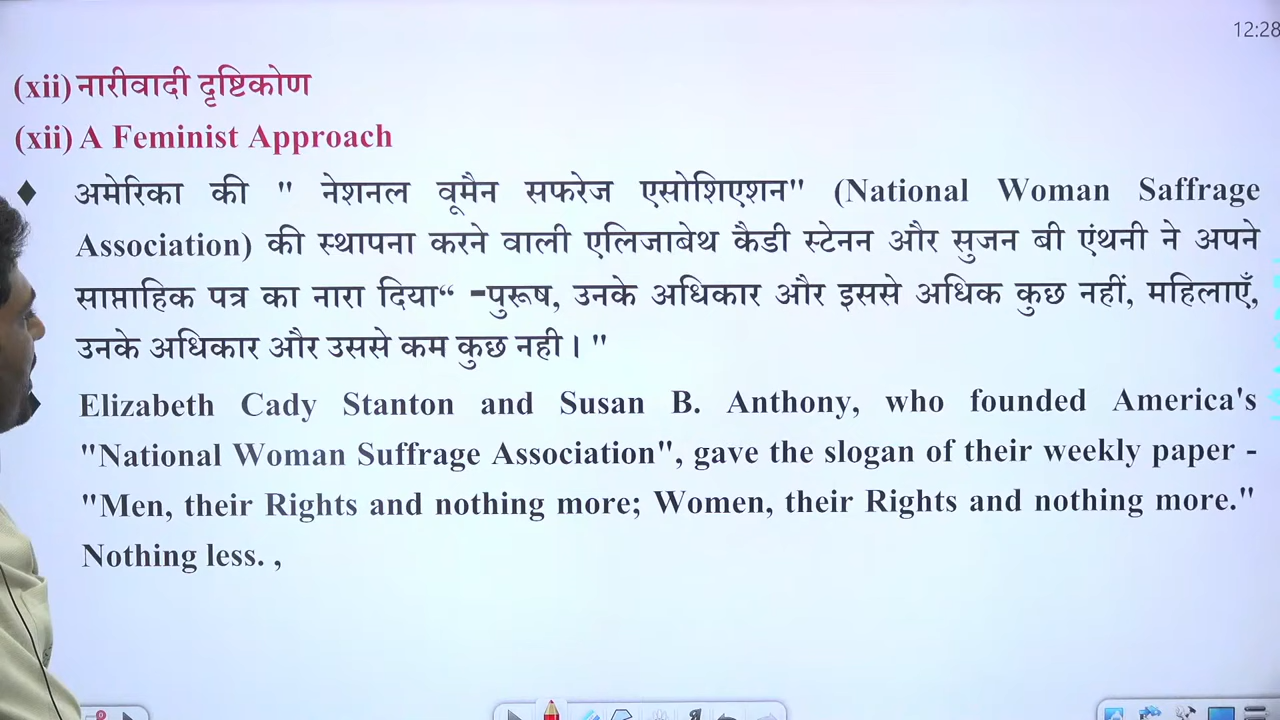 12:28
(xii) नारीवादी दृष्टिकोण
(xii) A Feminist Approach
अमेरिका की " नेशनल वूमैन सफरेज एसोशिएशन" (National Woman Saffrage
Association) की स्थापना करने वाली एलिजाबेथ कैडी स्टेनन और सुजन बी एंथनी ने अपने
साप्ताहिक पत्र का नारा दिया“ -पुरूष, उनके अधिकार और इससे अधिक कुछ नहीं, महिलाएँ,
उनके अधिकार और उससे कम कुछ नही। "
Elizabeth Cady Stanton and Susan B. Anthony, who founded America's
"National Woman Suffrage Association", gave the slogan of their weekly paper -
"Men, their Rights and nothing more; Women, their Rights and nothing more."
Nothing less. ,